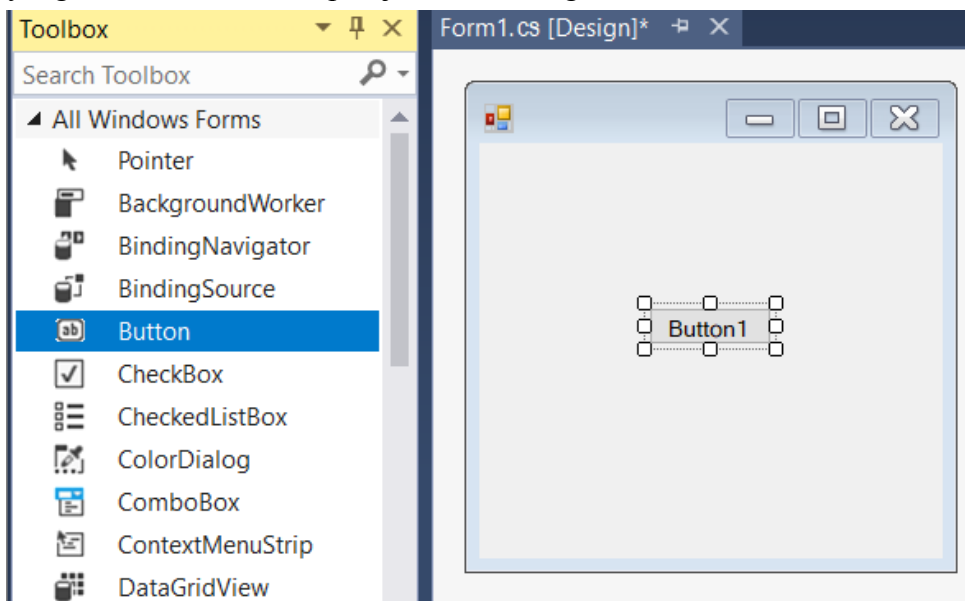 Toolbox
Form1.cs [Design]*
Search Toolbox
All Windows Forms
Pointer
BackgroundWorker
BindingNavigator
BindingSource
ab Button
CheckBox
CheckedListBox
ColorDialog
ComboBox
ContextMenuStrip
DataGridView
Button1